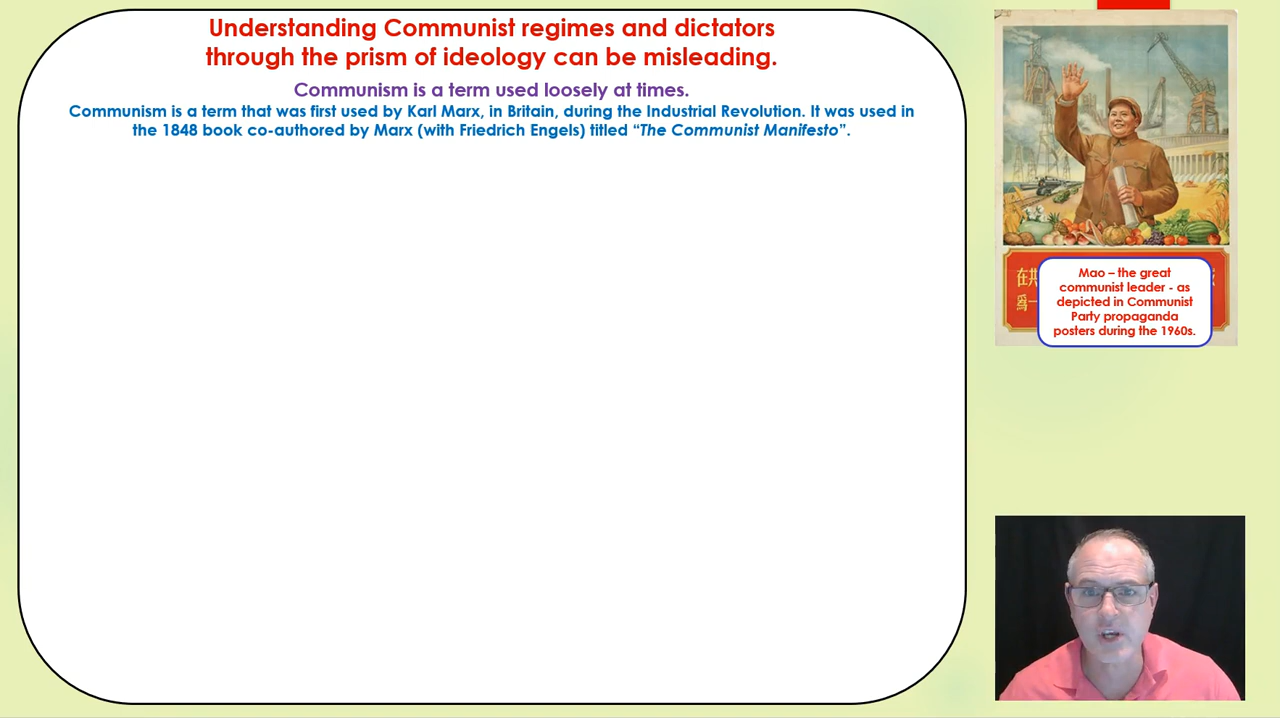 Understanding Communist regimes and dictators
through the prism of ideology can be misleading.
Communism is a term used loosely at times.
Communism is a term that was first used by Karl Marx, in Britain, during the Industrial Revolution. It was used in
the 1848 book co-authored by Marx (with Friedrich Engels) titled “The Communist Manifesto”.
Mao – the great
communist leader - as
depicted in Communist
Party propaganda
posters during the 1960s.